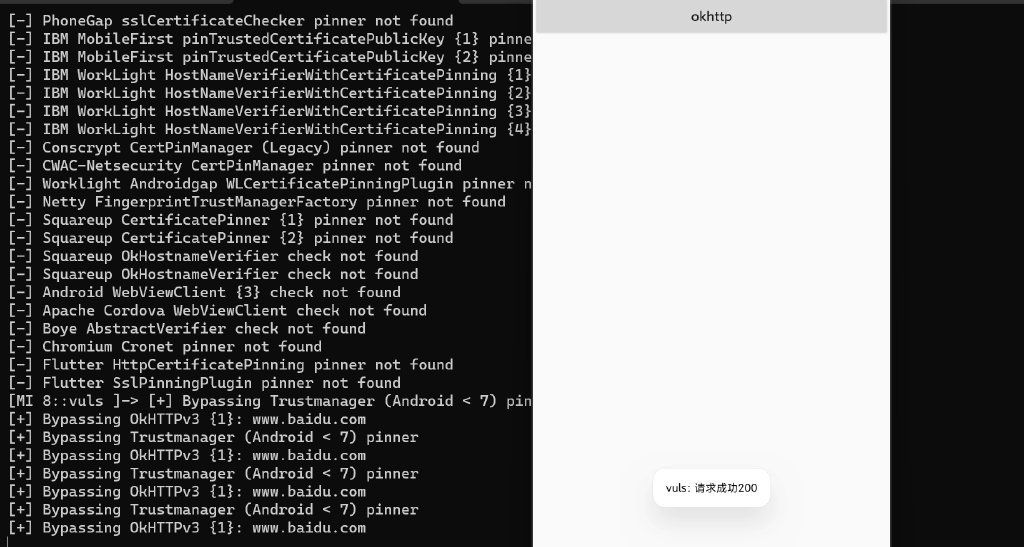 [-] PhoneGap sslCertificateChecker pinner not found
[-] IBM MobileFirst pinTrustedCertificatePublicKey {1} pinne
[-] IBM MobileFirst pinTrustedCertificatePublicKey {2} pinne
[-] IBM WorkLight HostNameVerifierWithCertificatePinning {1}
[-] IBM WorkLight HostNameVerifierWithCertificatePinning {2}
[-] IBM WorkLight HostNameVerifierWithCertificatePinning {3}
[-] IBM WorkLight HostNameVerifierWithCertificatePinning {4}
[-] Conscrypt CertPinManager (Legacy) pinner not found
[-] CWAC-Netsecurity CertPinManager pinner not found
[-] Worklight Androidgap WLCertificatePinningPlugin pinner n
[-] Netty FingerprintTrustManagerFactory pinner not found
[-] Squareup CertificatePinner {1} pinner not found
[-] Squareup CertificatePinner {2} pinner not found
[-] Squareup OkHostnameVerifier check not found
[-] Squareup OkHostnameVerifier check not found
[-] Android WebViewClient {3} check not found
[-] Apache Cordova WebViewClient check not found
[-] Boye AbstractVerifier check not found
[-] Chromium Cronet pinner not found
[-] Flutter HttpCertificatePinning pinner not found
[-] Flutter SslPinningPlugin pinner not found
[MI 8::vuls ]-> [+] Bypassing Trustmanager (Android < 7) pin
[+] Bypassing OkHTTPv3 {1}: www.baidu.com
[+] Bypassing Trustmanager (Android < 7) pinner
[+] Bypassing OkHTTPv3 {1}: www.baidu.com
[+] Bypassing Trustmanager (Android < 7) pinner
[+] Bypassing OkHTTPv3 {1}: www.baidu.com
[+] Bypassing Trustmanager (Android < 7) pinner
[+] Bypassing OkHTTPv3 {1}: www.baidu.com
okhttp
vuls: 请求成功200